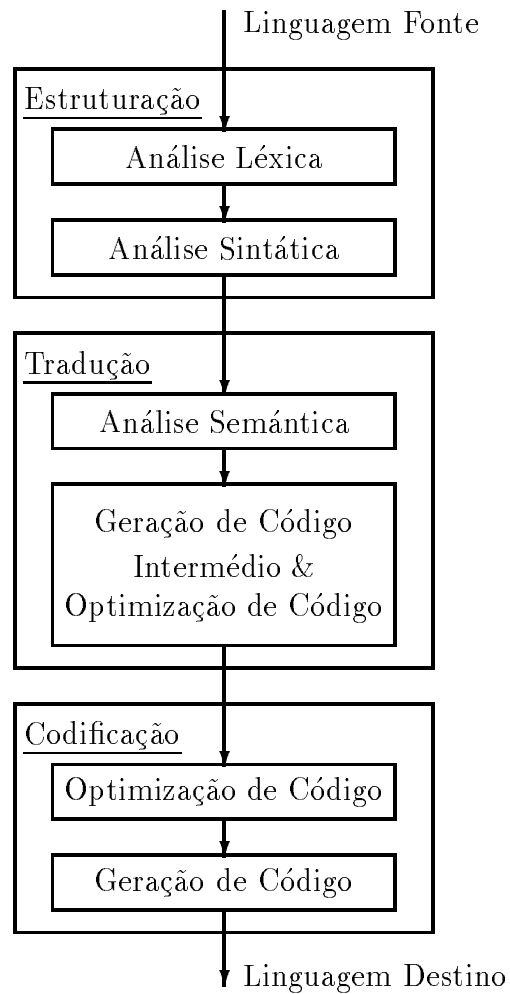 Linguagem Fonte
Estruturação
Análise Léxica
Análise Sintática
Tradução
Análise Semántica
Geração de Código
Intermédio &
Optimização de Código
Codificação
Optimização de Código
Geração de Código
Linguagem Destino